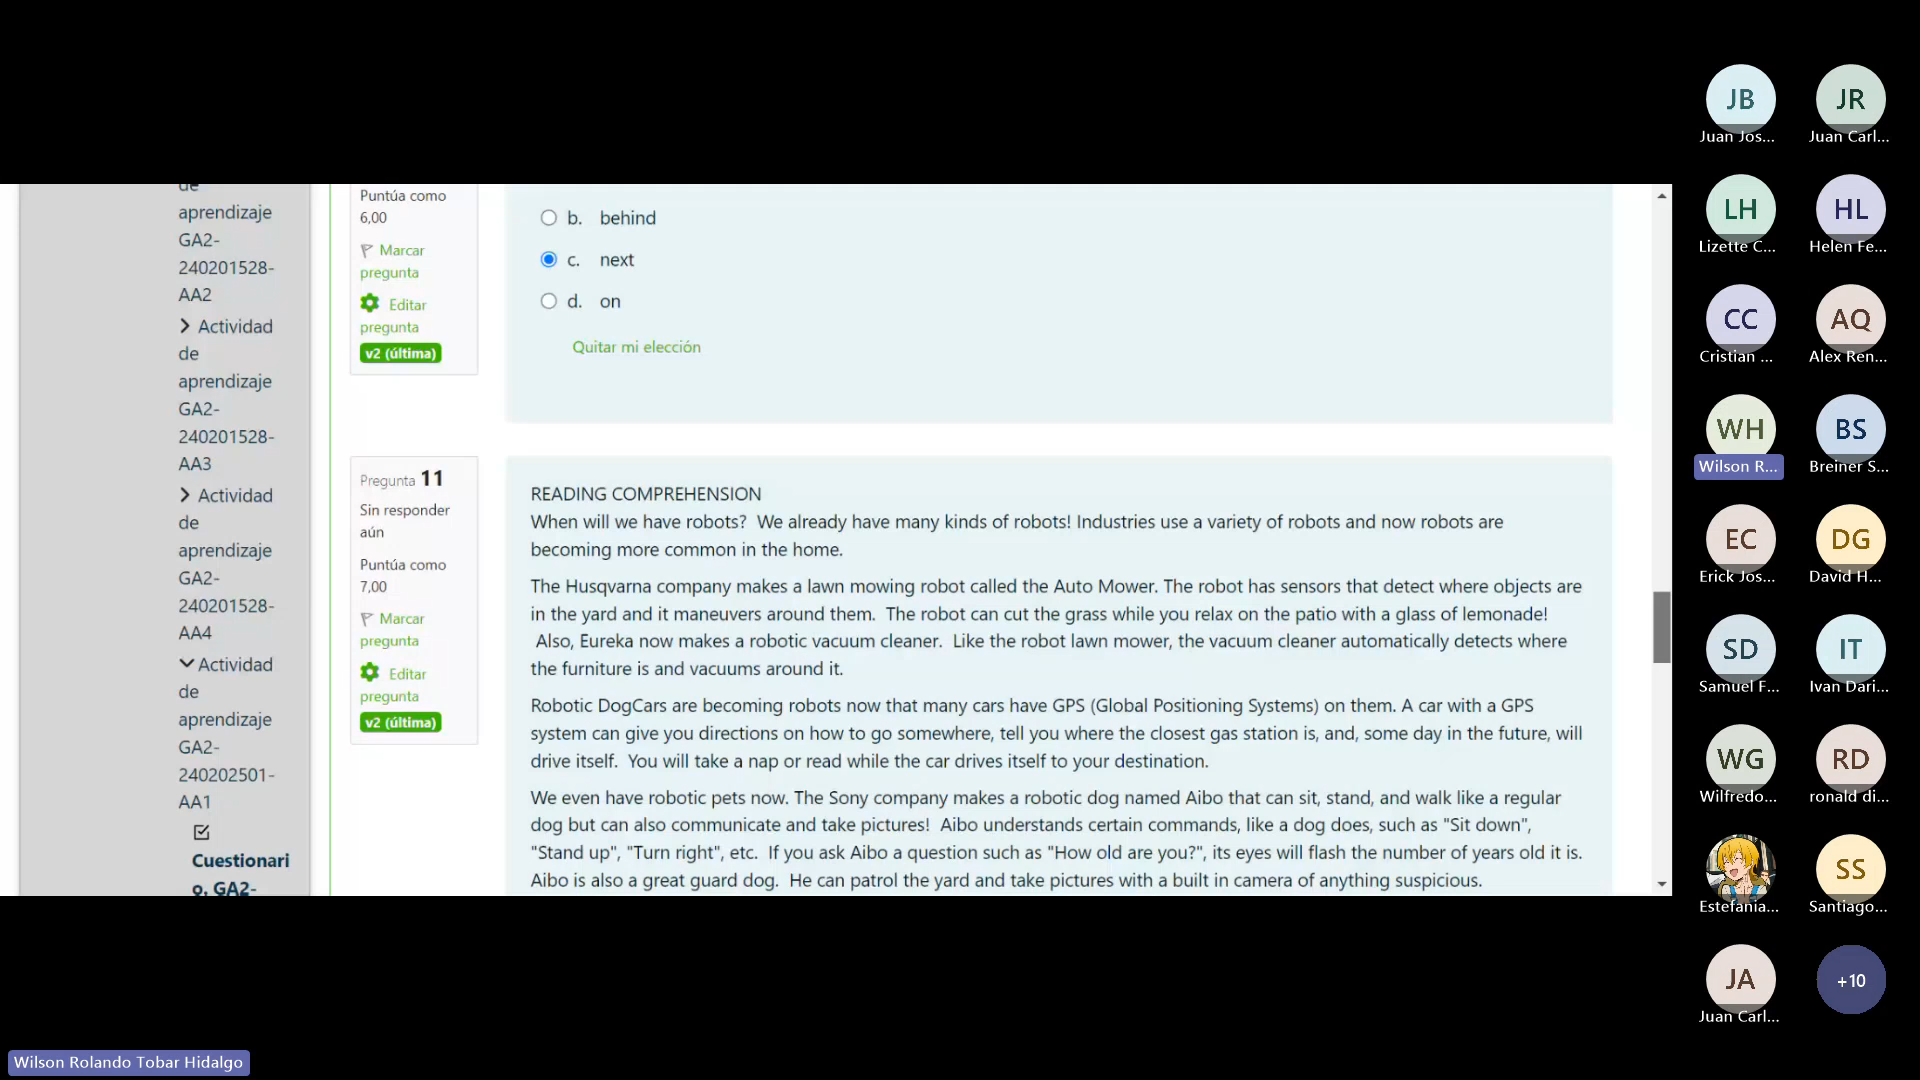 de
aprendizaje
GA2-
240201528-
AA2
Actividad
de
aprendizaje
GA2-
240201528-
AA3
Actividad
de
aprendizaje
GA2-
240201528-
AA4
Actividad
de
aprendizaje
GA2-
240202501-
AA1
Cuestionari
o. GA2-
Puntúa como
6,00
Marcar
pregunta
Editar
pregunta
v2 (última)
b. behind
c. next
d. on
Quitar mi elección
Pregunta 11
Sin responder
aún
Puntúa como
7,00
Marcar
pregunta
Editar
pregunta
v2 (última)
READING COMPREHENSION
When will we have robots? We already have many kinds of robots! Industries use a variety of robots and now robots are
becoming more common in the home.
The Husqvarna company makes a lawn mowing robot called the Auto Mower. The robot has sensors that detect where objects are
in the yard and it maneuvers around them. The robot can cut the grass while you relax on the patio with a glass of lemonade!
Also, Eureka now makes a robotic vacuum cleaner. Like the robot lawn mower, the vacuum cleaner automatically detects where
the furniture is and vacuums around it.
Robotic DogCars are becoming robots now that many cars have GPS (Global Positioning Systems) on them. A car with a GPS
system can give you directions on how to go somewhere, tell you where the closest gas station is, and, some day in the future, will
drive itself. You will take a nap or read while the car drives itself to your destination.
We even have robotic pets now. The Sony company makes a robotic dog named Aibo that can sit, stand, and walk like a regular
dog but can also communicate and take pictures! Aibo understands certain commands, like a dog does, such as "Sit down",
"Stand up", "Turn right", etc. If you ask Aibo a question such as "How old are you?", its eyes will flash the number of years old it is.
Aibo is also a great guard dog. He can patrol the yard and take pictures with a built in camera of anything suspicious.
JB
Juan Jos...
JR
Juan Carl...
LH
Lizette C...
HL
Helen Fe...
CC
Cristian ...
AQ
Alex Ren...
WH
Wilson R...
BS
Breiner S...
EC
Erick Jos...
DG
David H...
SD
Samuel F...
IT
Ivan Dari...
WG
Wilfredo...
RD
ronald di...
Estefania...
SS
Santiago...
JA
Juan Carl...
+10
Wilson Rolando Tobar Hidalgo